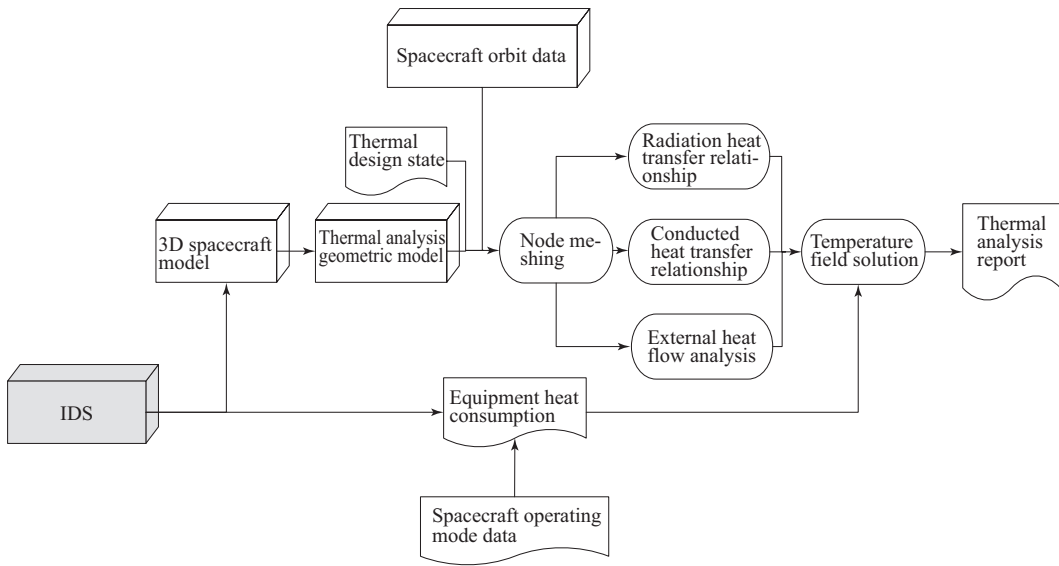 Spacecraft orbit data
Thermal
design state
Radiation heat
transfer relati-
onship
3D spacecraft
model
Thermal analysis
geometric model
Node me-
shing
Conducted
heat transfer
relationship
Temperature
field solution
Thermal
analysis
report
External heat
flow analysis
IDS
Equipment heat
consumption
Spacecraft operating
mode data